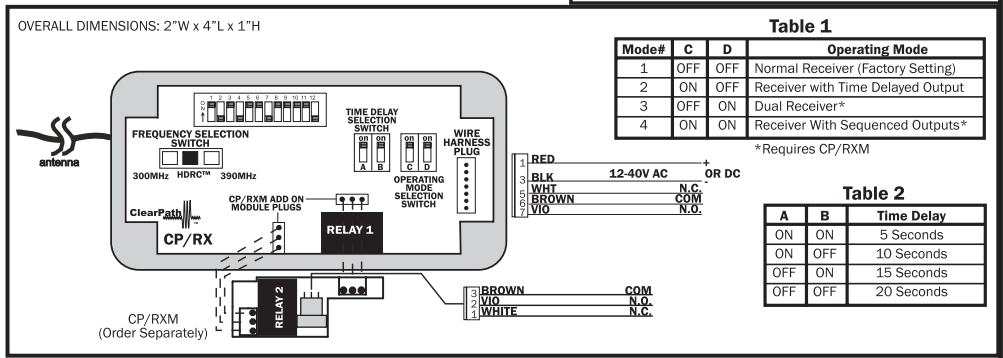 OVERALL DIMENSIONS: 2"W x 4"L x 1"H
1 2 3 4 5 6 7 8 9 10 11 12
ON
FREQUENCY SELECTION
SWITCH
300MHz HDRC™ 390MHz
antenna
TIME DELAY
SELECTION
SWITCH
on on
A B
on on
C D
OPERATING
MODE
SELECTION
SWITCH
WIRE
HARNESS
PLUG
CP/RXM ADD ON
MODULE PLUGS
ClearPath™
CP/RX
RELAY 1
RELAY 2
CP/RXM
(Order Separately)
1 RED +
12-40V AC OR DC
3 BLK -
5 WHT N.C.
6 BROWN COM
7 VIO N.O.
3 BROWN COM
2 VIO N.O.
1 WHITE N.C.
Table 1
Mode# C D Operating Mode
1 OFF OFF Normal Receiver (Factory Setting)
2 ON OFF Receiver with Time Delayed Output
3 OFF ON Dual Receiver*
4 ON ON Receiver With Sequenced Outputs*
*Requires CP/RXM
Table 2
A B Time Delay
ON ON 5 Seconds
ON OFF 10 Seconds
OFF ON 15 Seconds
OFF OFF 20 Seconds